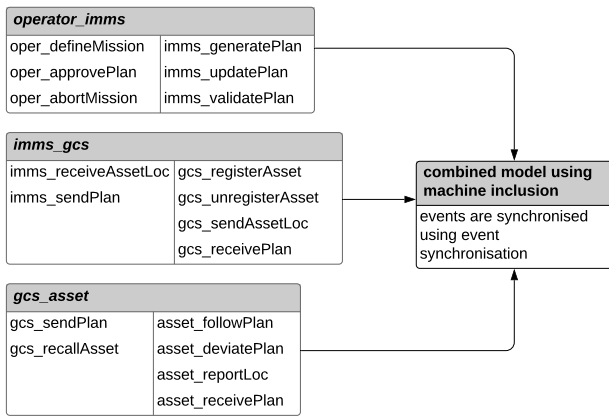 operator_imms
oper_defineMission imms_generatePlan
oper_approvePlan imms_updatePlan
oper_abortMission imms_validatePlan
imms_gcs
imms_receiveAssetLoc gcs_registerAsset
imms_sendPlan gcs_unregisterAsset
gcs_sendAssetLoc
gcs_receivePlan
combined model using
machine inclusion
events are synchronised
using event
synchronisation
gcs_asset
gcs_sendPlan asset_followPlan
gcs_recallAsset asset_deviatePlan
asset_reportLoc
asset_receivePlan